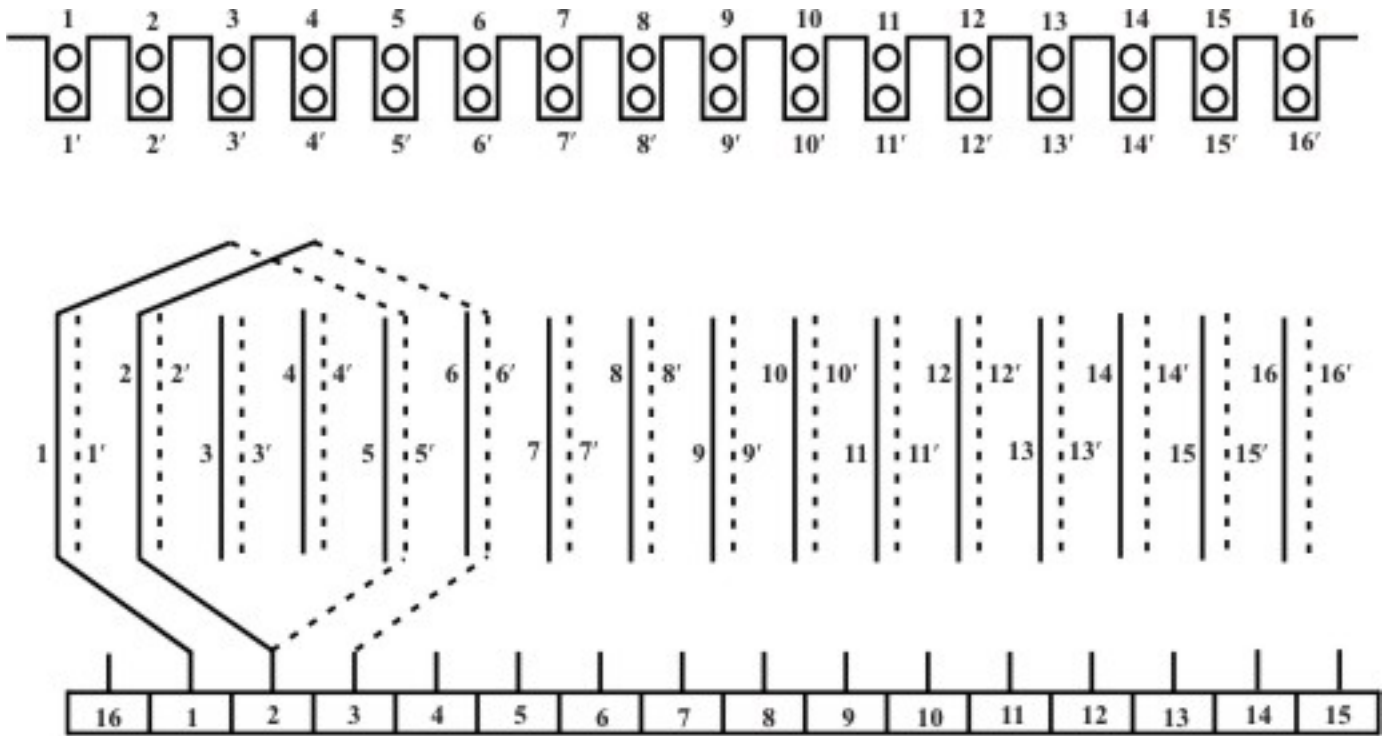 1 2 3 4 5 6 7 8 9 10 11 12 13 14 15 16
1′ 2′ 3′ 4′ 5′ 6′ 7′ 8′ 9′ 10′ 11′ 12′ 13′ 14′ 15′ 16′
2 2′ 4 4′ 6 6′ 8 8′ 10 10′ 12 12′ 14 14′ 16 16′
1 1′ 3 3′ 5 5′ 7 7′ 9 9′ 11 11′ 13 13′ 15 15′
16 1 2 3 4 5 6 7 8 9 10 11 12 13 14 15